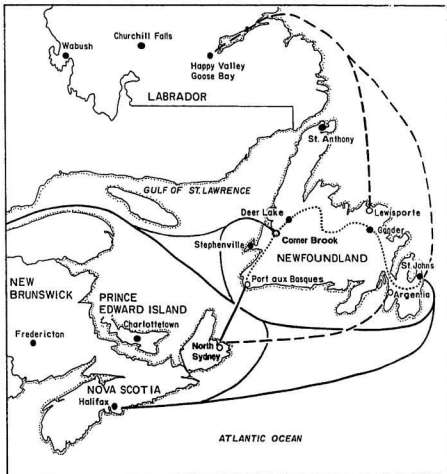 Churchill Falls
Wabush
Happy Valley
Goose Bay
LABRADOR
St. Anthony
GULF OF ST. LAWRENCE
Deer Lake
Lewisporte
Gander
Corner Brook
Stephenville
NEWFOUNDLAND
St. Johns
Port aux Basques
Argentia
NEW
BRUNSWICK
PRINCE
EDWARD ISLAND
Charlottetown
Fredericton
North
Sydney
NOVA SCOTIA
Halifax
ATLANTIC OCEAN